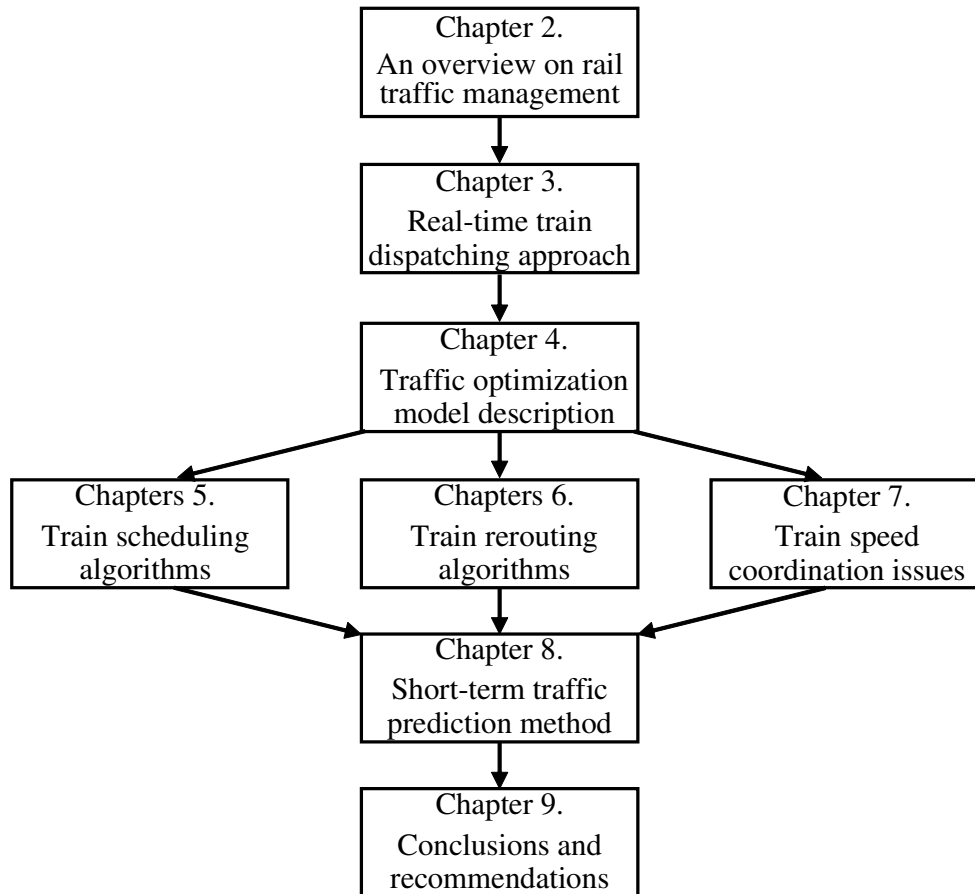 Chapter 2.
An overview on rail
traffic management
Chapter 3.
Real-time train
dispatching approach
Chapter 4.
Traffic optimization
model description
Chapters 5.
Train scheduling
algorithms
Chapters 6.
Train rerouting
algorithms
Chapter 7.
Train speed
coordination issues
Chapter 8.
Short-term traffic
prediction method
Chapter 9.
Conclusions and
recommendations